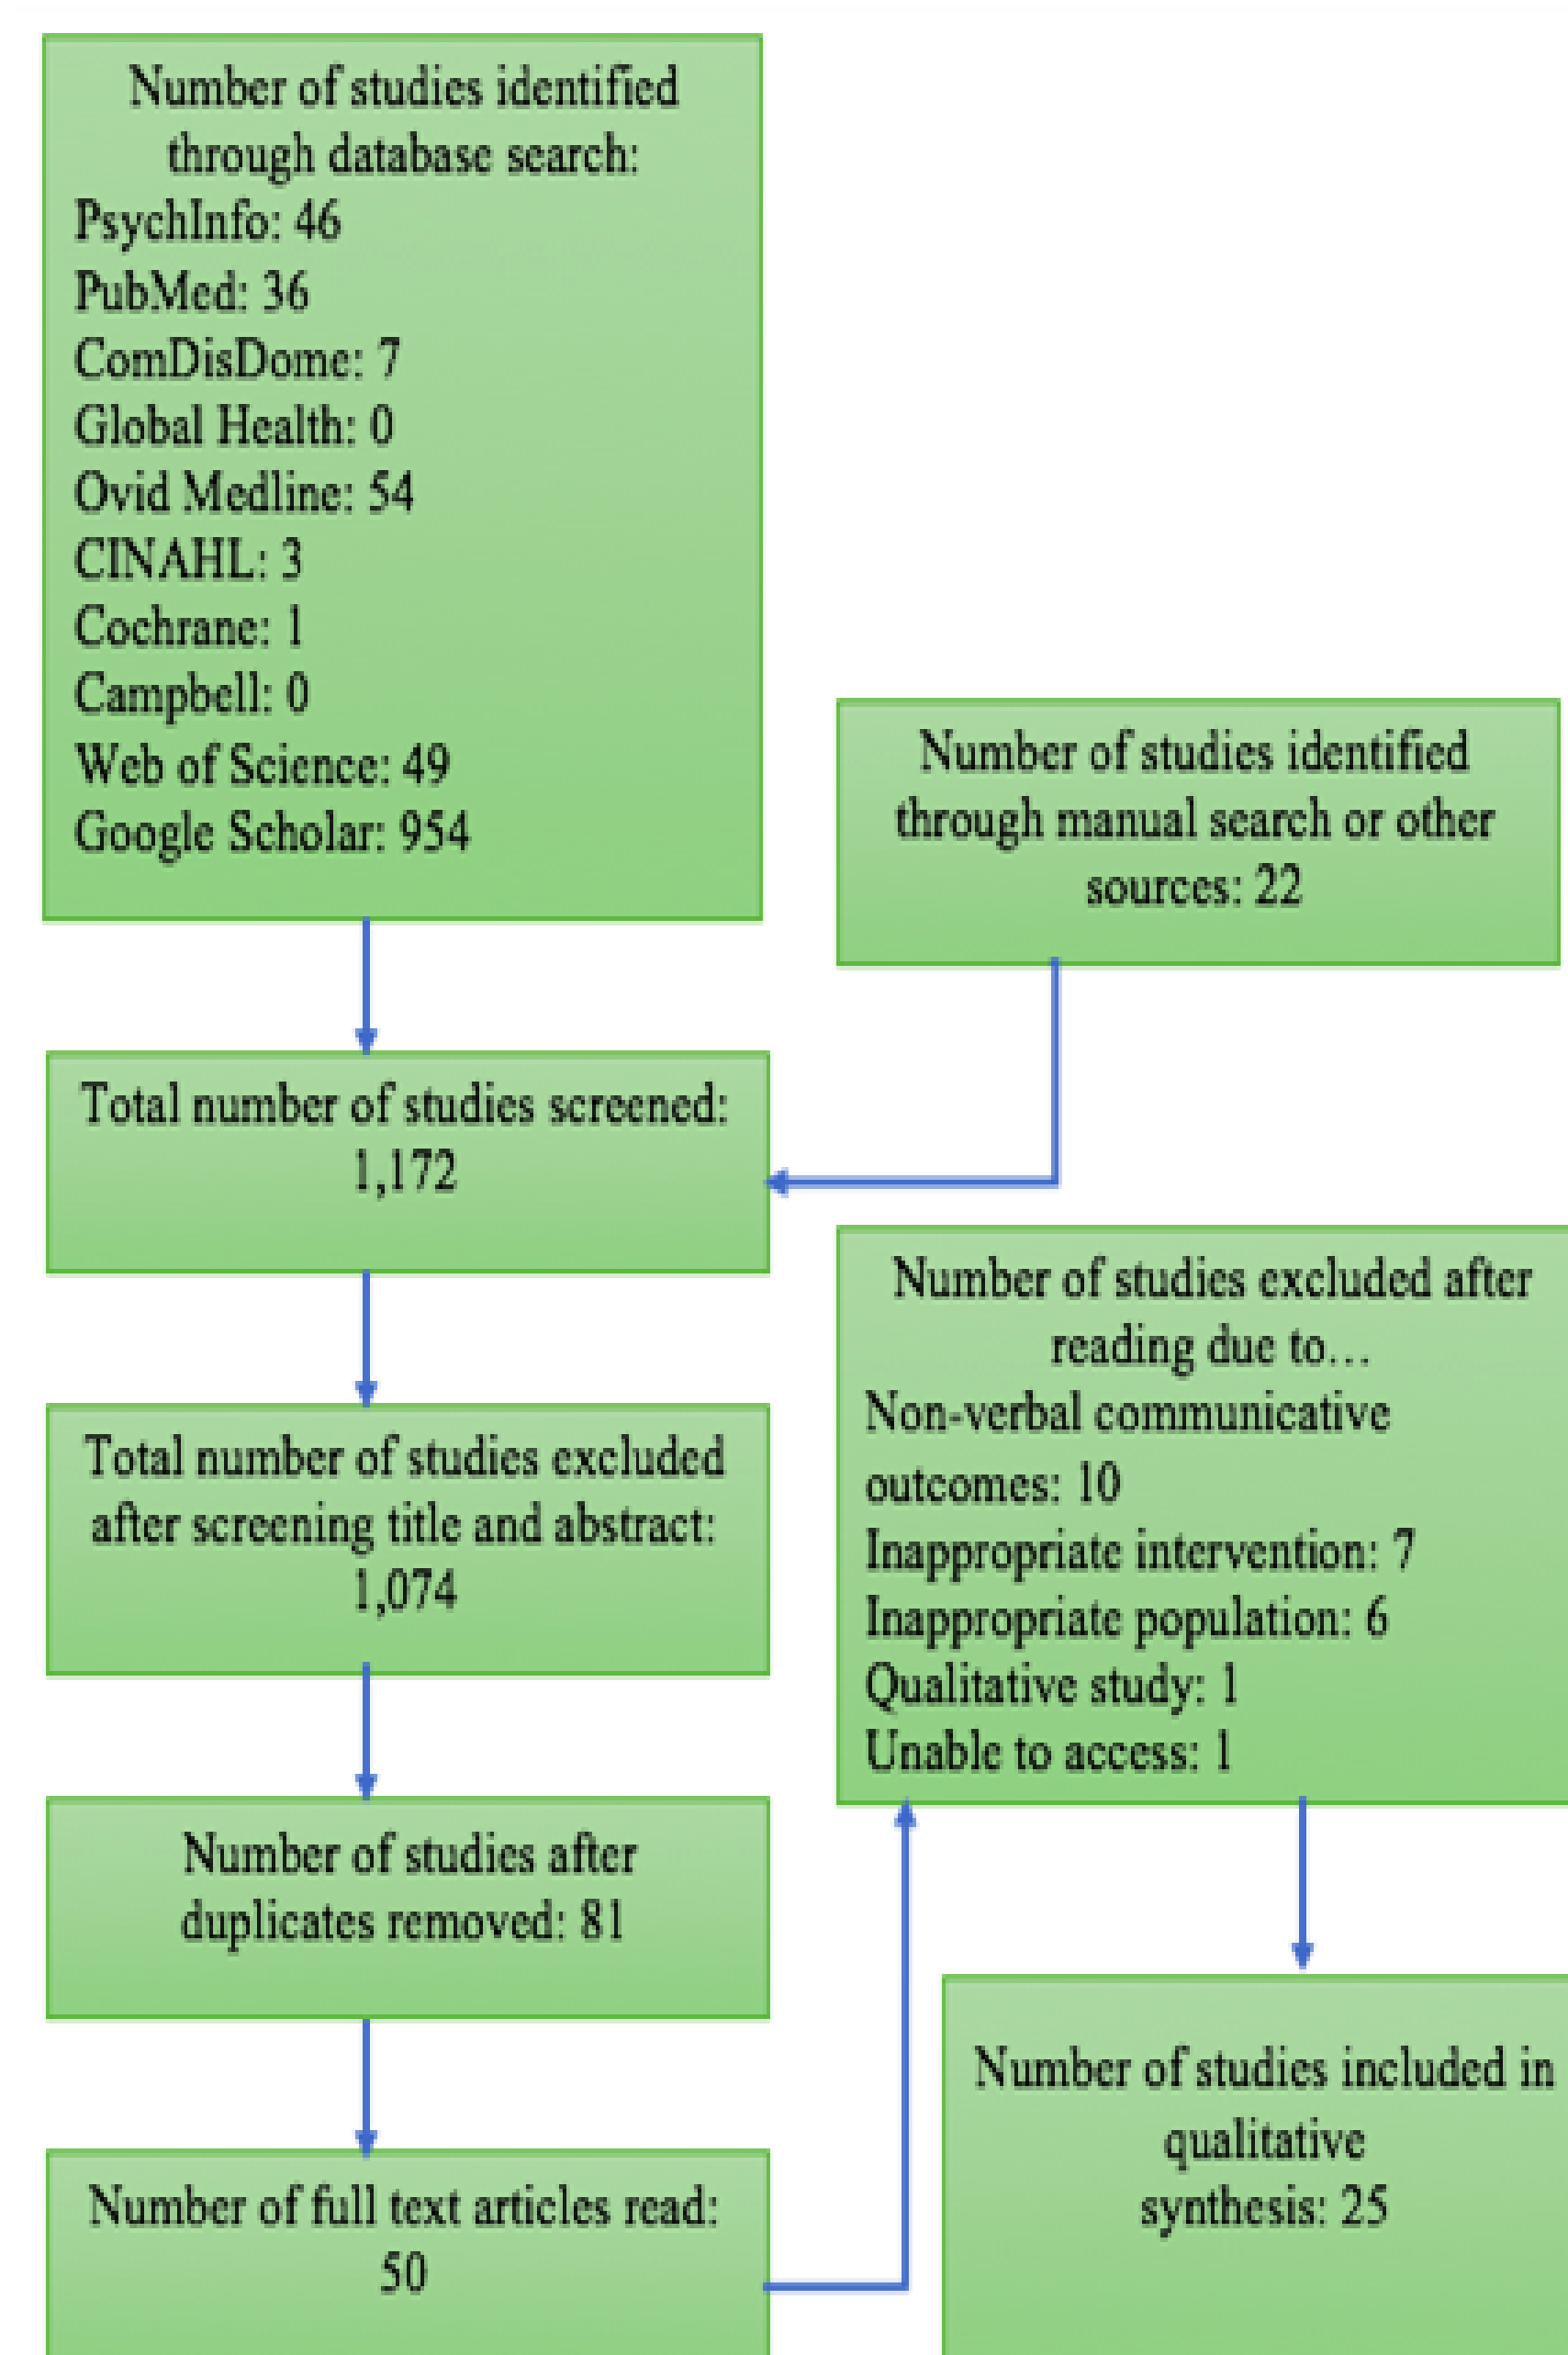 Number of studies identified
through database search:
PsychInfo: 46
PubMed: 36
ComDisDome: 7
Global Health: 0
Ovid Medline: 54
CINAHL: 3
Cochrane: 1
Campbell: 0
Web of Science: 49
Google Scholar: 954
Number of studies identified
through manual search or other
sources: 22
Total number of studies screened:
1,172
Total number of studies excluded
after screening title and abstract:
1,074
Number of studies after
duplicates removed: 81
Number of full text articles read:
50
Number of studies excluded after
reading due to…
Non-verbal communicative
outcomes: 10
Inappropriate intervention: 7
Inappropriate population: 6
Qualitative study: 1
Unable to access: 1
Number of studies included in
qualitative
synthesis: 25